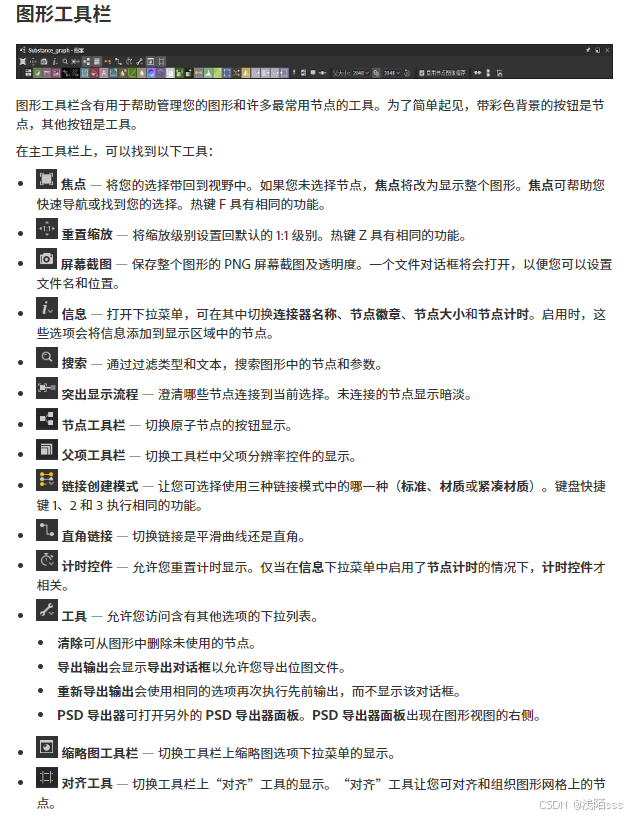 图形工具栏
Substance_graph - 图表
父大小: 2048 2048
图形工具栏含有用于帮助管理您的图形和许多最常用节点的工具。为了简单起见，带彩色背景的按钮是节
点，其他按钮是工具。
在主工具栏上，可以找到以下工具：
焦点 — 将您的选择带回到视野中。如果您未选择节点，焦点将改为显示整个图形。焦点可帮助您
快速导航或找到您的选择。热键 F 具有相同的功能。
重置缩放 — 将缩放级别设置回默认的 1:1 级别。热键 Z 具有相同的功能。
屏幕截图 — 保存整个图形的 PNG 屏幕截图及透明度。一个文件对话框将会打开，以便您可以设置
文件名和位置。
信息 — 打开下拉菜单，可在其中切换连接器名称、节点徽章、节点大小和节点计时。启用时，这
些选项会将信息添加到显示区域中的节点。
搜索 — 通过过滤类型和文本，搜索图形中的节点和参数。
突出显示流程 — 澄清哪些节点连接到当前选择。未连接的节点显示暗淡。
节点工具栏 — 切换原子节点的按钮显示。
父项工具栏 — 切换工具栏中父项分辨率控件的显示。
链接创建模式 — 让您可选择使用三种链接模式中的哪一种（标准、材质或紧凑材质）。键盘快捷
键 1、2 和 3 执行相同的功能。
直角链接 — 切换链接是平滑曲线还是直角。
计时控件 — 允许您重置计时显示。仅当在信息下拉菜单中启用了节点计时的情况下，计时控件才
相关。
工具 — 允许您访问含有其他选项的下拉列表。
清除可从图形中删除未使用的节点。
导出输出会显示导出对话框以允许您导出位图文件。
重新导出输出会使用相同的选项再次执行先前输出，而不显示该对话框。
PSD 导出器可打开另外的 PSD 导出器面板。PSD 导出器面板出现在图形视图的右侧。
缩略图工具栏 — 切换工具栏上缩略图选项下拉菜单的显示。
对齐工具 — 切换工具栏上“对齐”工具的显示。“对齐”工具让您可对齐和组织图形网格上的节
点。
CSDN @浅陌sss